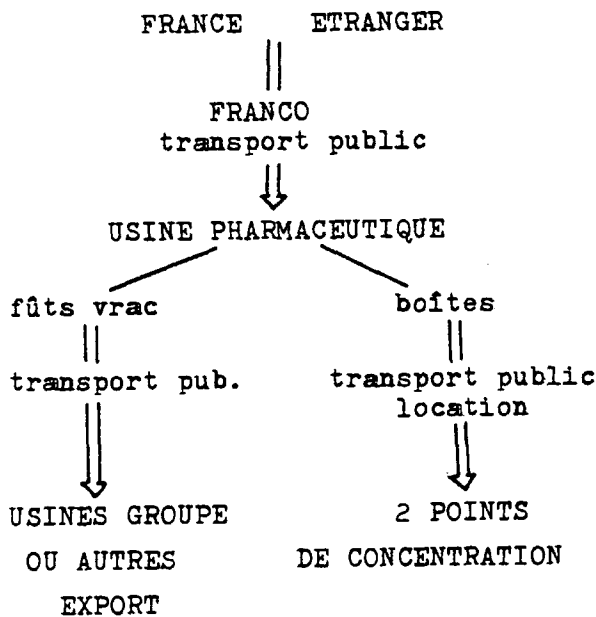 FRANCE ETRANGER
FRANCO
transport public
USINE PHARMACEUTIQUE
fûts vrac
boîtes
transport pub.
transport public
location
USINES GROUPE
OU AUTRES
EXPORT
2 POINTS
DE CONCENTRATION